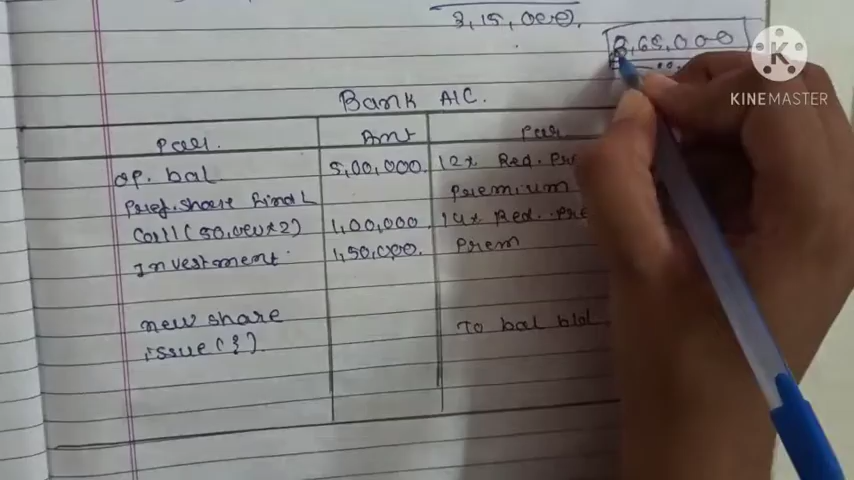 3,15,000.
3,65,000
KINEMASTER
Bank A/C.
Par. Amt Par
op. bal 5,00,000. 12% Red. Pre
Pref. share final premium
Call (50,000*2) 1,00,000 14% Red. Pre
Investment. 1,50,000. Prem
new share
issue (?) To bal b/d